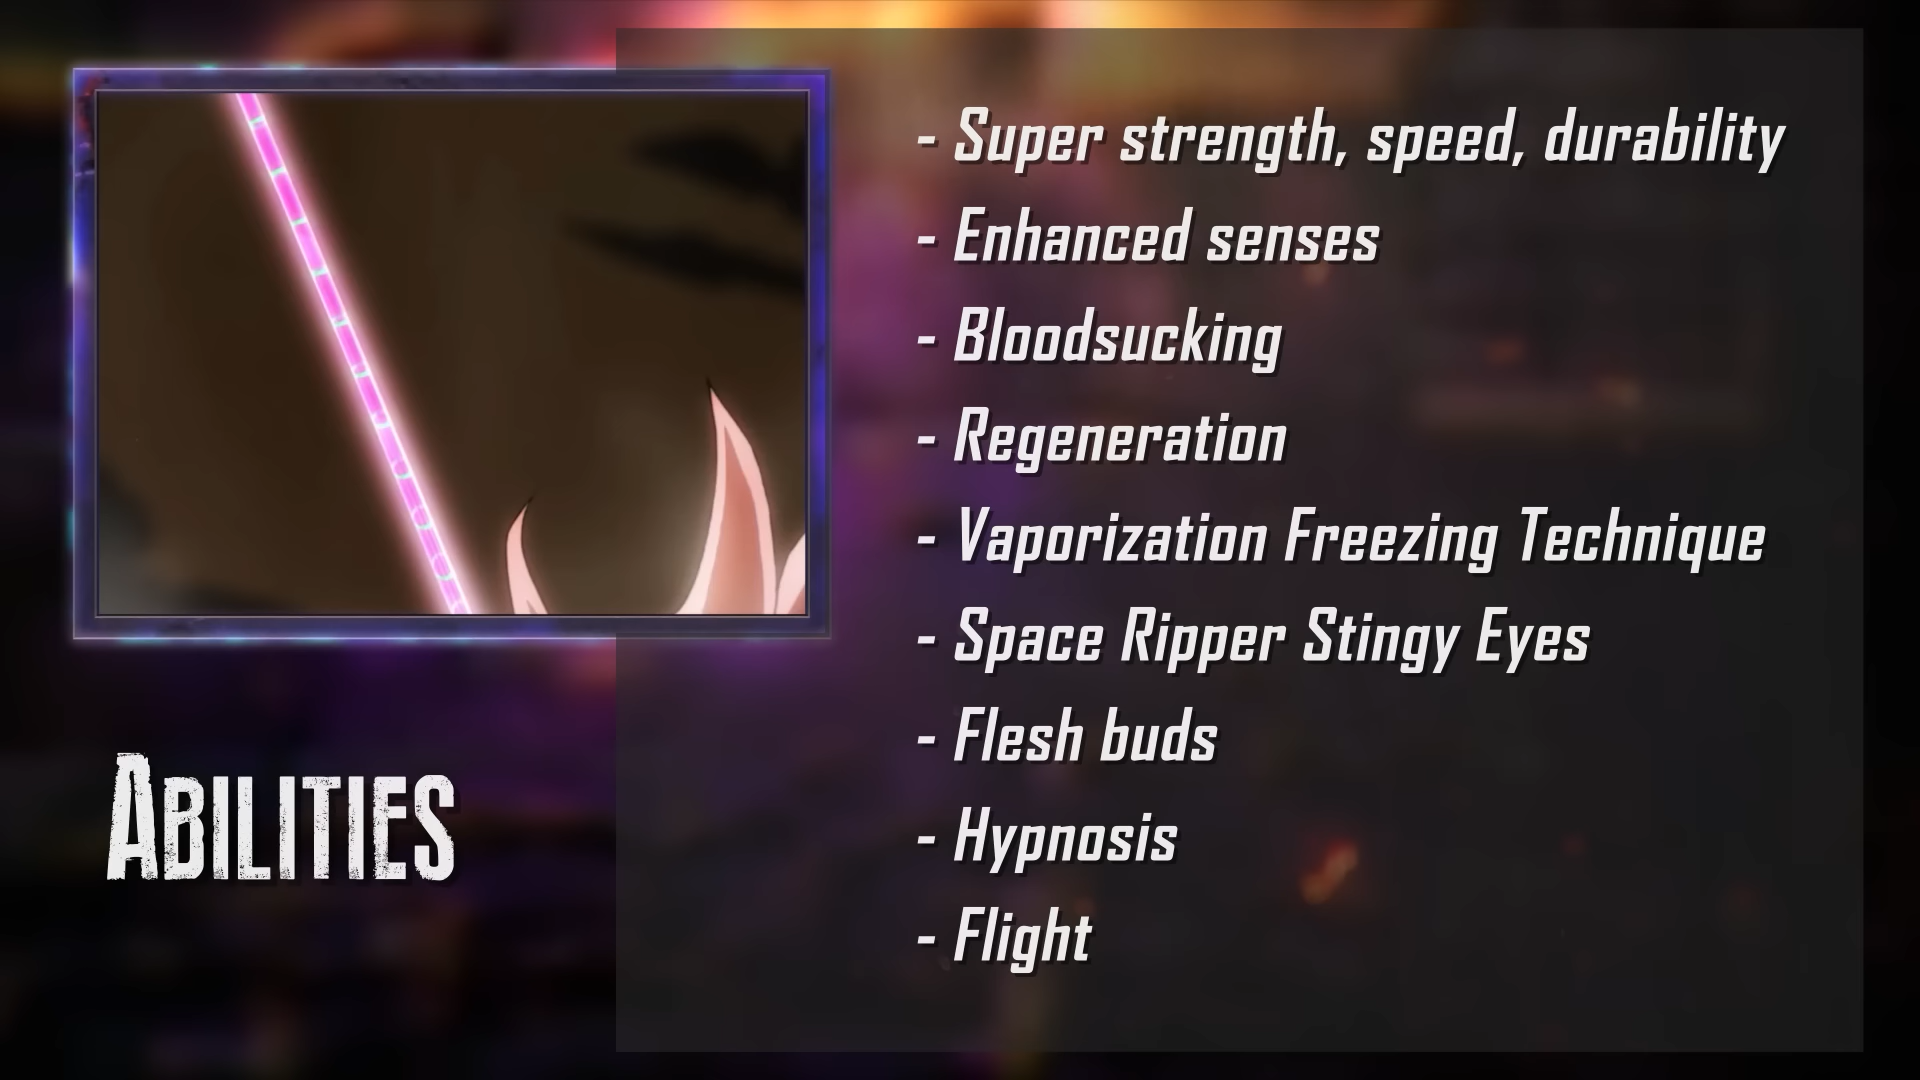 - Super strength, speed, durability
- Enhanced senses
- Bloodsucking
- Regeneration
- Vaporization Freezing Technique
- Space Ripper Stingy Eyes
- Flesh buds
- Hypnosis
- Flight
Abilities